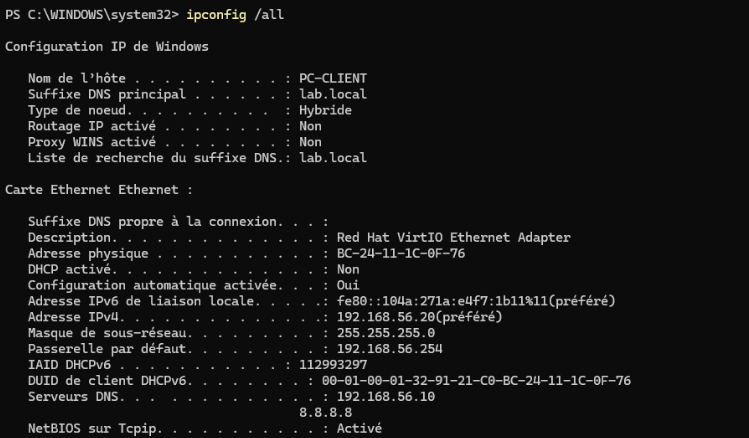 PS C:\WINDOWS\system32> ipconfig /all
Configuration IP de Windows
Nom de l’hôte . . . . . . . . . . : PC-CLIENT
Suffixe DNS principal . . . . . . : lab.local
Type de noeud. . . . . . . . . .  : Hybride
Routage IP activé . . . . . . . . : Non
Proxy WINS activé . . . . . . . . : Non
Liste de recherche du suffixe DNS.: lab.local
Carte Ethernet Ethernet :
Suffixe DNS propre à la connexion. . . :
Description. . . . . . . . . . . . . . : Red Hat VirtIO Ethernet Adapter
Adresse physique . . . . . . . . . . . : BC-24-11-1C-0F-76
DHCP activé. . . . . . . . . . . . . . : Non
Configuration automatique activée. . . : Oui
Adresse IPv6 de liaison locale. . . . .: fe80::104a:271a:e4f7:1b11%11(préféré)
Adresse IPv4. . . . . . . . . . . . . .: 192.168.56.20(préféré)
Masque de sous-réseau. . . . . . . . . : 255.255.255.0
Passerelle par défaut. . . . . . . . . : 192.168.56.254
IAID DHCPv6 . . . . . . . . . . . : 112993297
DUID de client DHCPv6. . . . . . . . : 00-01-00-01-32-91-21-C0-BC-24-11-1C-0F-76
Serveurs DNS. . .  . . . . . . . . . . : 192.168.56.10
8.8.8.8
NetBIOS sur Tcpip. . . . . . . . . . . : Activé